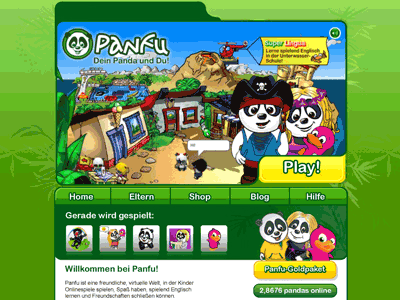 Panfu
Dein Panda und Du!
Super Lingua
Lerne spielend Englisch
in der Unterwasser-
Schule!
Play!
Home
Eltern
Shop
Blog
Hilfe
Gerade wird gespielt:
Panfu-Goldpaket
2,8676 pandas online
Willkommen bei Panfu!
Panfu ist eine freundliche, virtuelle Welt, in der Kinder
Onlinespiele spielen, Spaß haben, spielend Englisch
lernen und Freundschaften schließen können.